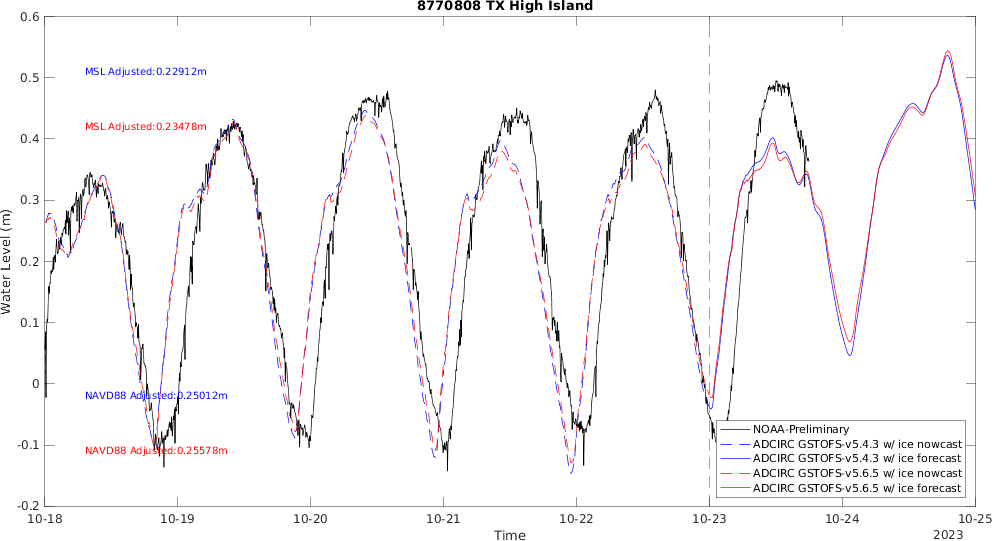 8770808 TX High Island
0.6
0.5
0.4
0.3
0.2
0.1
0
-0.1
-0.2
Water Level (m)
MSL Adjusted:0.22912m
MSL Adjusted:0.23478m
NAVD88 Adjusted:0.25012m
NAVD88 Adjusted:0.25578m
NOAA-Preliminary
ADCIRC GSTOFS-v5.4.3 w/ ice nowcast
ADCIRC GSTOFS-v5.4.3 w/ ice forecast
ADCIRC GSTOFS-v5.6.5 w/ ice nowcast
ADCIRC GSTOFS-v5.6.5 w/ ice forecast
10-18 10-19 10-20 10-21 10-22 10-23 10-24 10-25
Time
2023